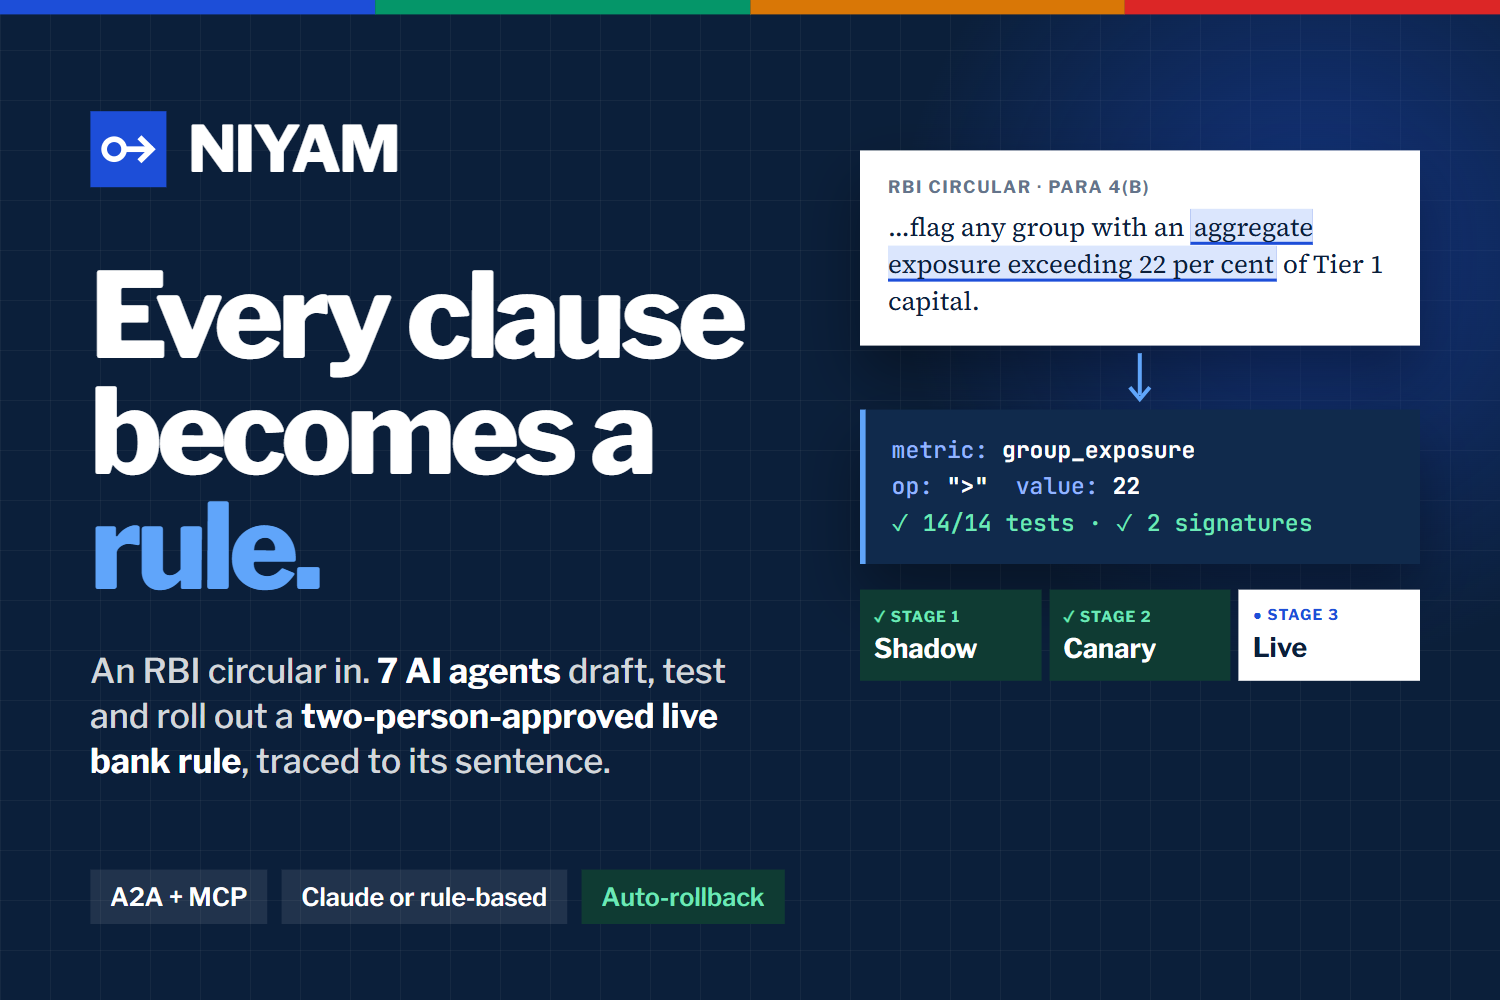 NIYAM
Every clause
becomes a
rule.
An RBI circular in. 7 AI agents draft, test
and roll out a two-person-approved live
bank rule, traced to its sentence.
A2A + MCP
Claude or rule-based
Auto-rollback
RBI CIRCULAR · PARA 4(B)
...flag any group with an aggregate
exposure exceeding 22 per cent of Tier 1
capital.
metric: group_exposure
op: ">" value: 22
✓ 14/14 tests · ✓ 2 signatures
✓ STAGE 1
Shadow
✓ STAGE 2
Canary
● STAGE 3
Live